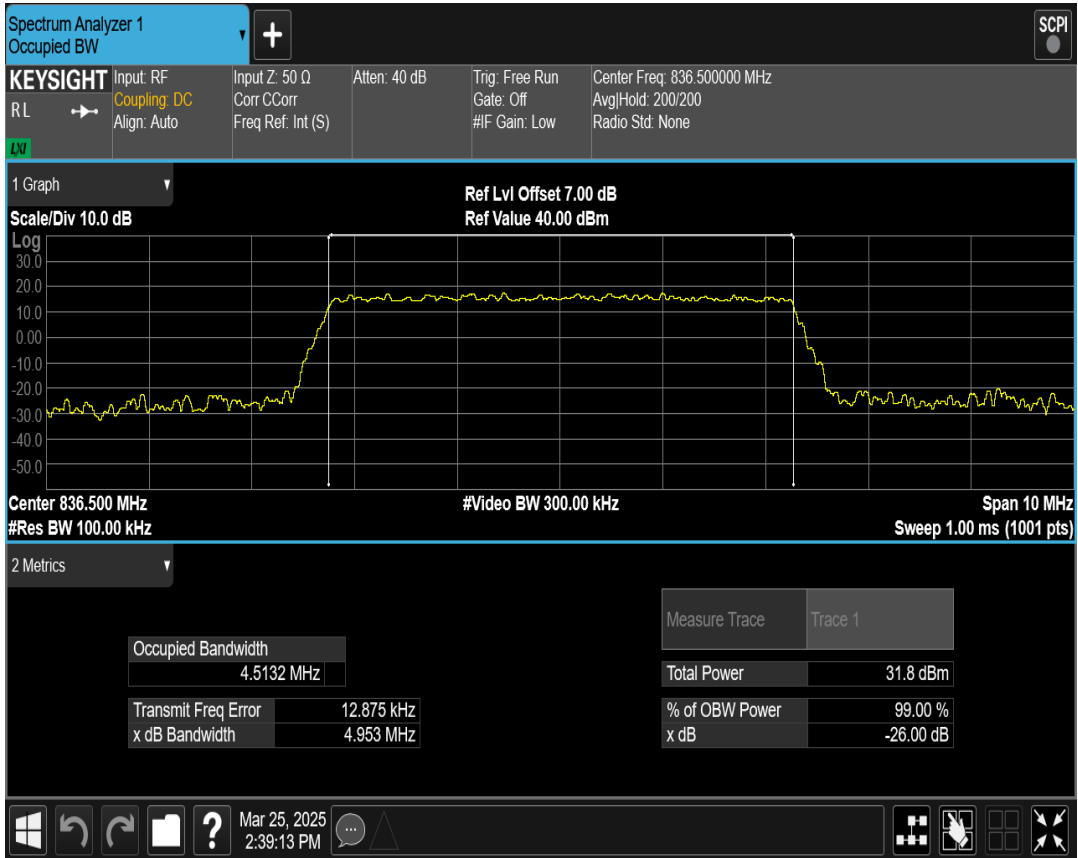 Spectrum Analyzer 1
Occupied BW
+
SCPI
KEYSIGHT
R L
LXI
Input: RF
Coupling: DC
Align: Auto
Input Z: 50 Ω
Corr CCorr
Freq Ref: Int (S)
Atten: 40 dB
Trig: Free Run
Gate: Off
#IF Gain: Low
Center Freq: 836.500000 MHz
Avg|Hold: 200/200
Radio Std: None
1 Graph
Scale/Div 10.0 dB
Ref Lvl Offset 7.00 dB
Ref Value 40.00 dBm
Log
30.0
20.0
10.0
0.00
-10.0
-20.0
-30.0
-40.0
-50.0
Center 836.500 MHz
#Video BW 300.00 kHz
Span 10 MHz
#Res BW 100.00 kHz
Sweep 1.00 ms (1001 pts)
2 Metrics
Measure Trace Trace 1
Occupied Bandwidth
4.5132 MHz
Total Power 31.8 dBm
Transmit Freq Error 12.875 kHz
% of OBW Power 99.00 %
x dB Bandwidth 4.953 MHz
x dB -26.00 dB
?
Mar 25, 2025
2:39:13 PM